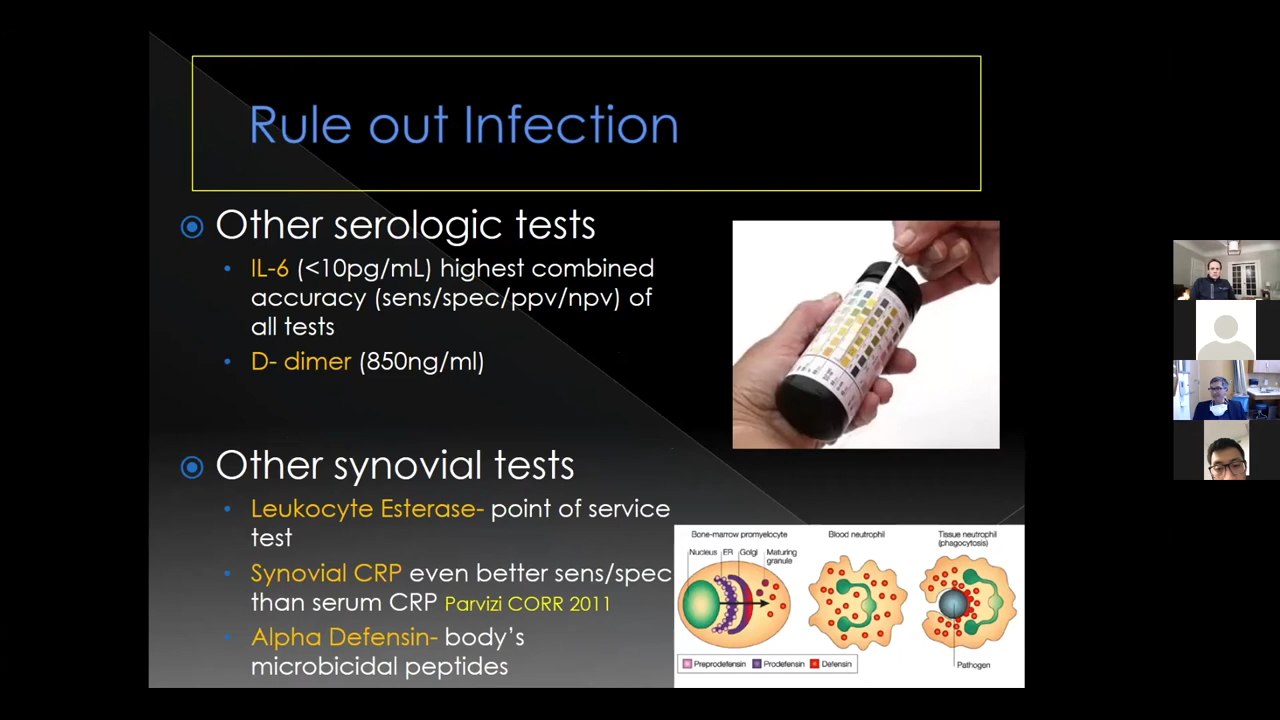 Rule out Infection
Other serologic tests
IL-6 (<10pg/mL) highest combined
accuracy (sens/spec/ppv/npv) of
all tests
D- dimer (850ng/ml)
Other synovial tests
Leukocyte Esterase- point of service
test
Synovial CRP even better sens/spec
than serum CRP Parvizi CORR 2011
Alpha Defensin- body's
microbicidal peptides
Bone-marrow promyelocyte
Nucleus ER Golgi Maturing
granule
Blood neutrophil
Tissue neutrophil
(phagocytosis)
Preprodefensin Prodefensin Defensin
Pathogen